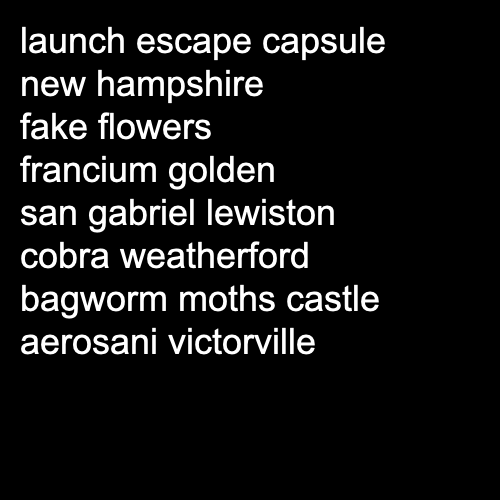 launch escape capsule
new hampshire
fake flowers
francium golden
san gabriel lewiston
cobra weatherford
bagworm moths castle
aerosani victorville